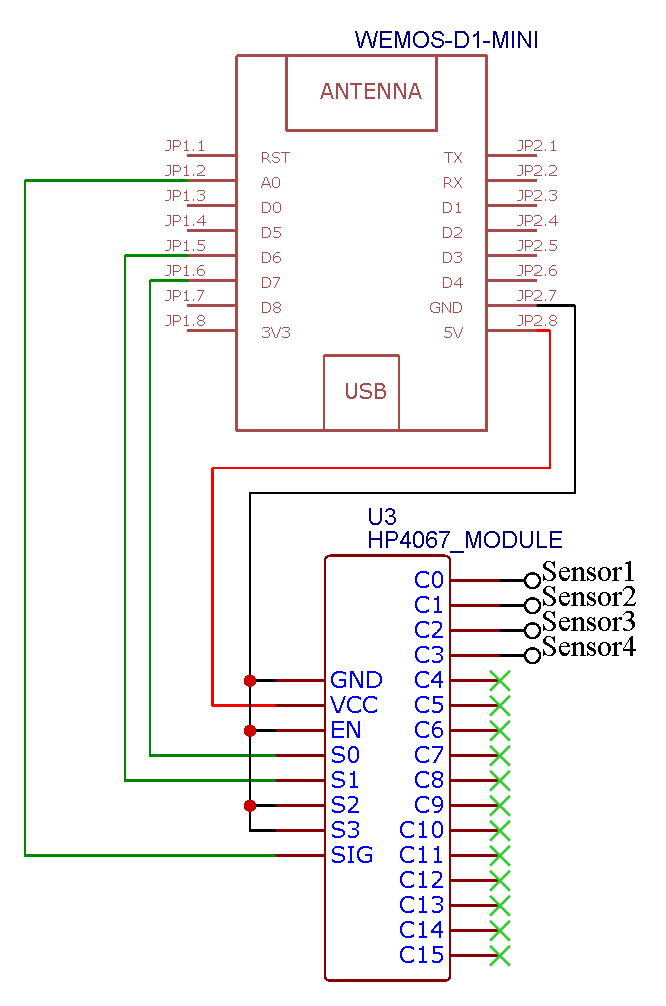 WEMOS-D1-MINI
ANTENNA
JP1.1 RST TX JP2.1
JP1.2 A0 RX JP2.2
JP1.3 D0 D1 JP2.3
JP1.4 D5 D2 JP2.4
JP1.5 D6 D3 JP2.5
JP1.6 D7 D4 JP2.6
JP1.7 D8 GND JP2.7
JP1.8 3V3 5V JP2.8
USB
U3
HP4067_MODULE
C0 Sensor1
C1 Sensor2
C2 Sensor3
C3 Sensor4
GND C4
VCC C5
EN C6
S0 C7
S1 C8
S2 C9
S3 C10
SIG C11
C12
C13
C14
C15